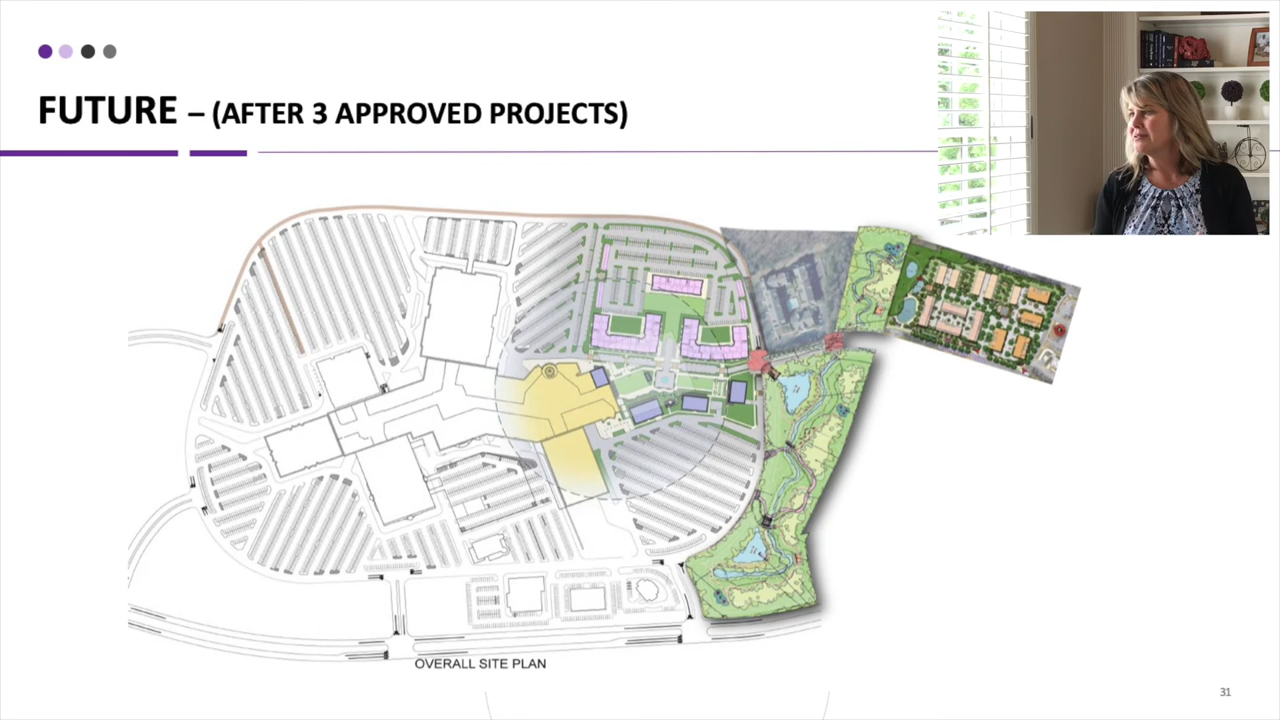 FUTURE – (AFTER 3 APPROVED PROJECTS)
OVERALL SITE PLAN
31